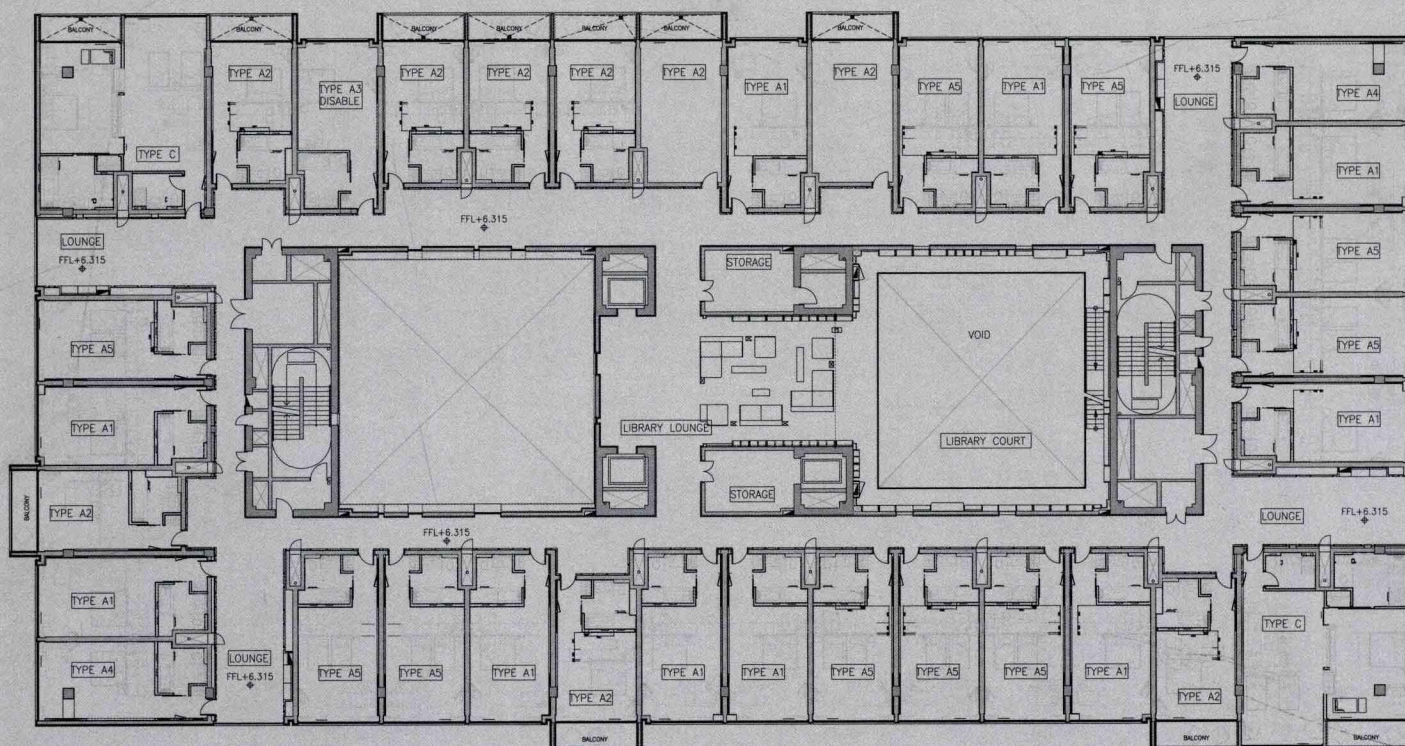 BALCONY
BALCONY
BALCONY
BALCONY
BALCONY
BALCONY
BALCONY
TYPE A2
TYPE A3
DISABLE
TYPE A2
TYPE A2
TYPE A2
TYPE A2
TYPE A1
TYPE A2
TYPE A5
TYPE A1
TYPE A5
FFL+6.315
LOUNGE
TYPE A4
TYPE C
TYPE A1
FFL+6.315
LOUNGE
FFL+6.315
STORAGE
TYPE A5
VOID
TYPE A5
TYPE A5
TYPE A1
LIBRARY LOUNGE
LIBRARY COURT
TYPE A1
STORAGE
BALCONY
TYPE A2
LOUNGE
FFL+6.315
FFL+6.315
TYPE A1
TYPE C
LOUNGE
FFL+6.315
TYPE A4
TYPE A5
TYPE A5
TYPE A1
TYPE A2
TYPE A1
TYPE A1
TYPE A5
TYPE A5
TYPE A5
TYPE A1
TYPE A2
BALCONY
BALCONY
BALCONY